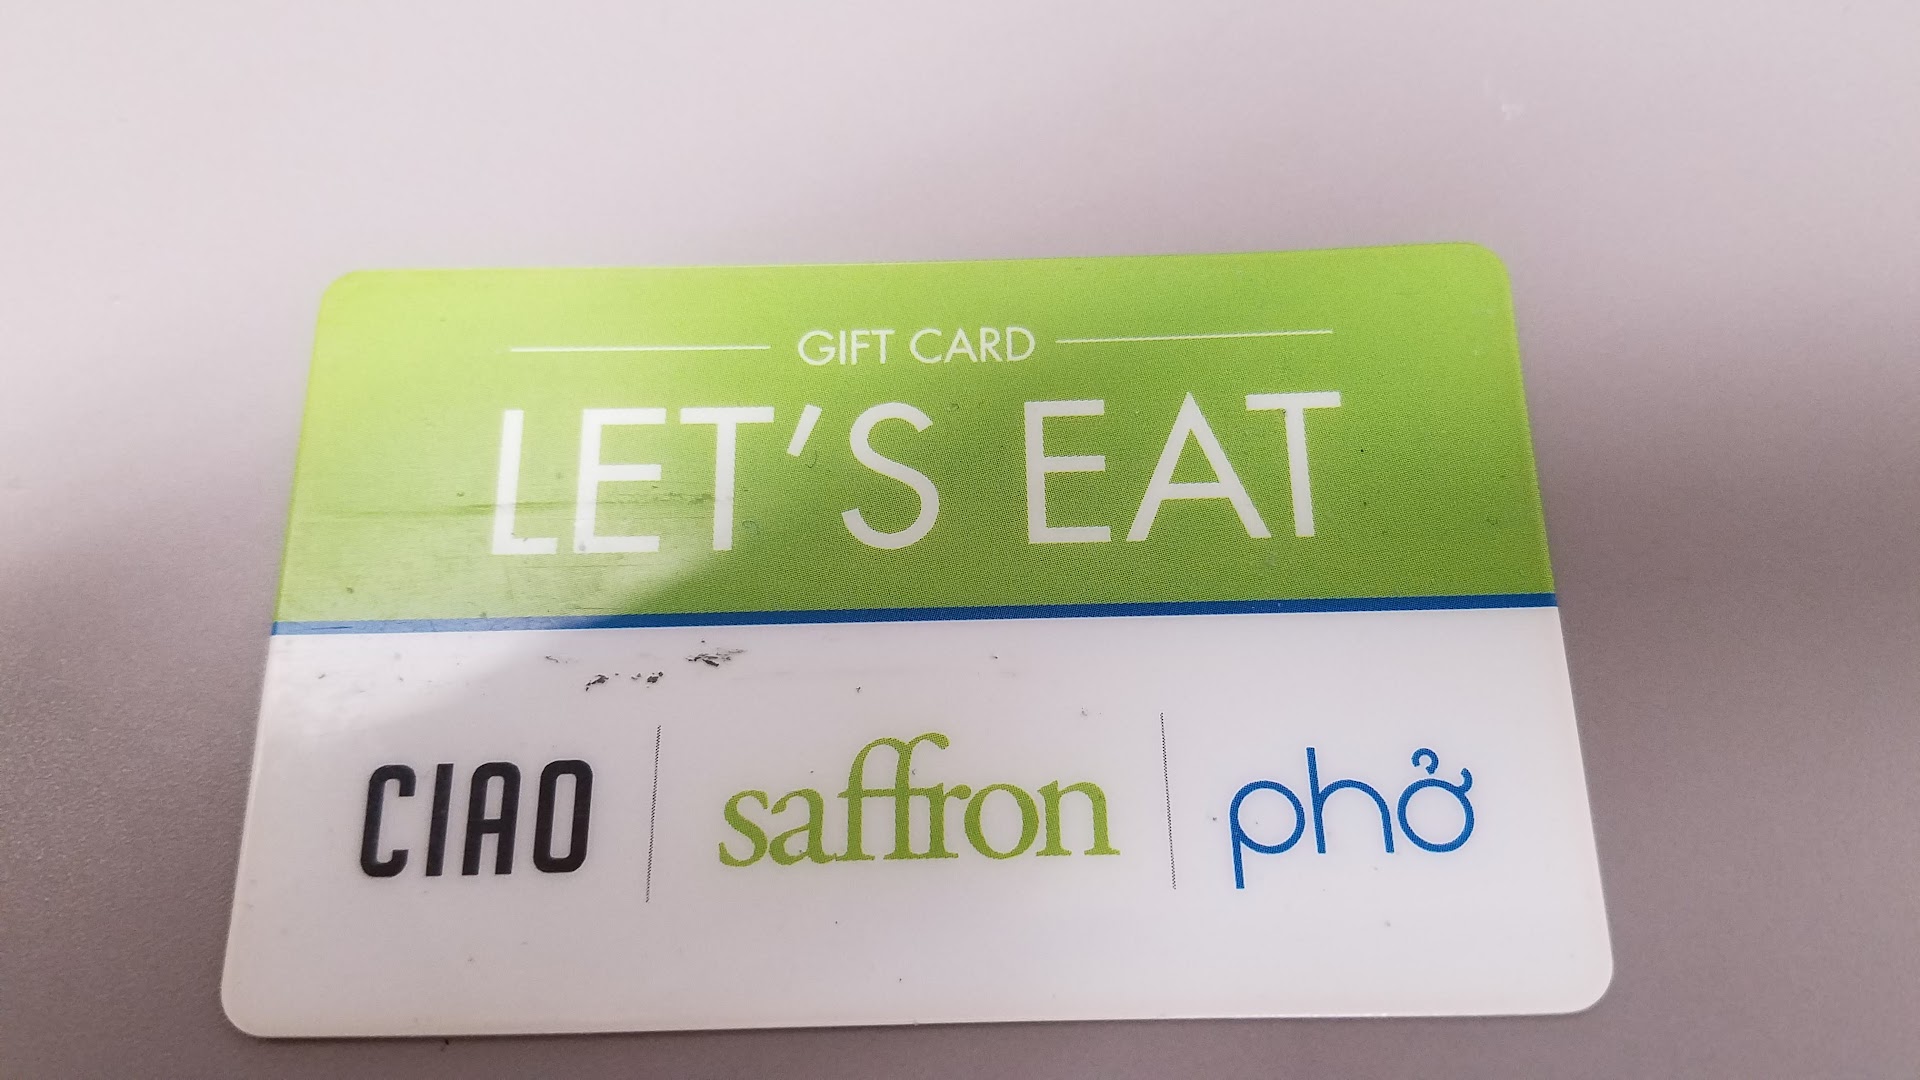 GIFT CARD
LET'S EAT
CIAO
saffron
phở